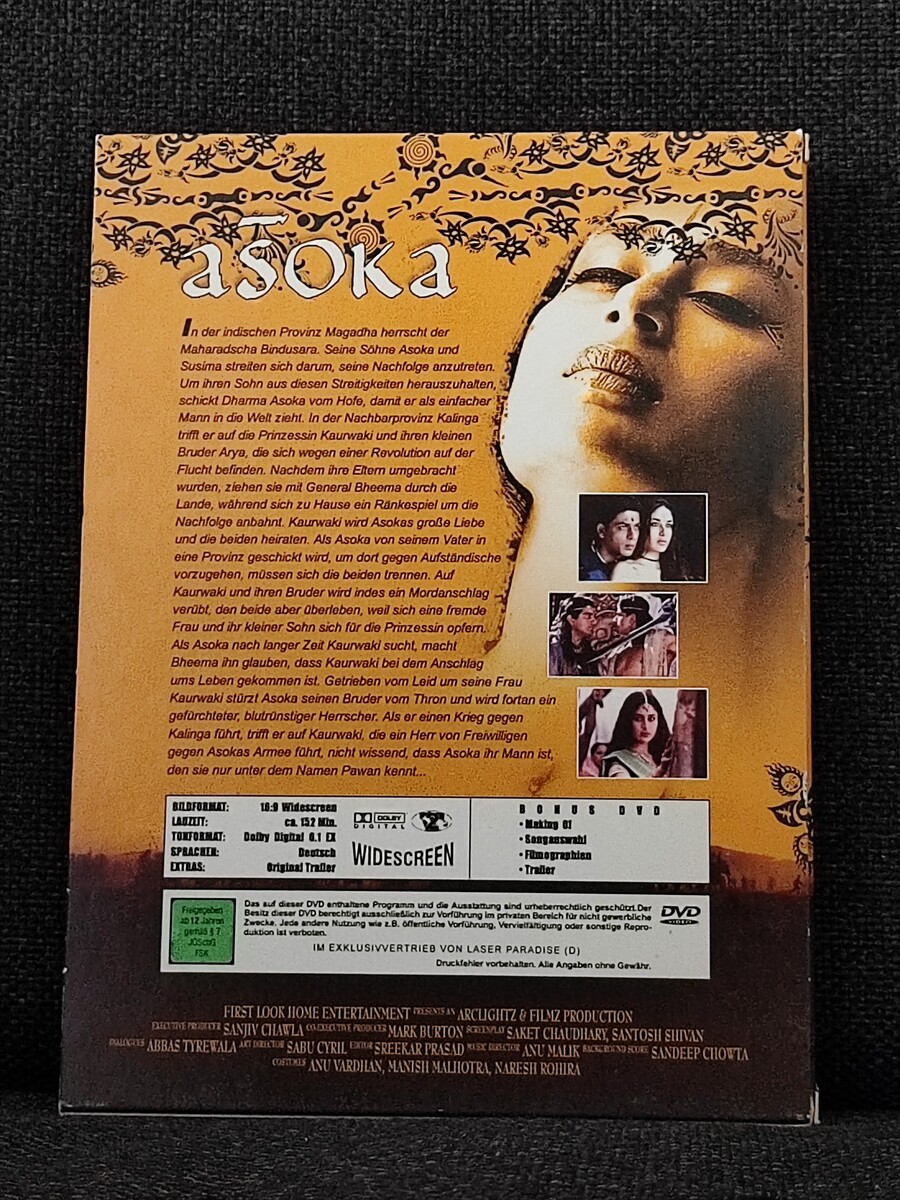 aśoka
In der indischen Provinz Magadha herrscht der
Maharadscha Bindusara. Seine Söhne Asoka und
Susima streiten sich darum, seine Nachfolge anzutreten.
Um ihren Sohn aus diesen Streitigkeiten herauszuhalten,
schickt Dharma Asoka vom Hofe, damit er als einfacher
Mann in die Welt zieht. In der Nachbarprovinz Kalinga
trifft er auf die Prinzessin Kaurwaki und ihren kleinen
Bruder Arya, die sich wegen einer Revolution auf der
Flucht befinden. Nachdem ihre Eltern umgebracht
wurden, ziehen sie mit General Bheema durch die
Lande, während sich zu Hause ein Ränkespiel um die
Nachfolge anbahnt. Kaurwaki wird Asokas große Liebe
und die beiden heiraten. Als Asoka von seinem Vater in
eine Provinz geschickt wird, um dort gegen Aufständische
vorzugehen, müssen sich die beiden trennen. Auf
Kaurwaki und ihren Bruder wird indes ein Mordanschlag
verübt, den beide aber überleben, weil sich eine fremde
Frau und ihr kleiner Sohn sich für die Prinzessin opfern.
Als Asoka nach langer Zeit Kaurwaki sucht, macht
Bheema ihn glauben, dass Kaurwaki bei dem Anschlag
ums Leben gekommen ist. Getrieben vom Leid um seine Frau
Kaurwaki stürzt Asoka seinen Bruder vom Thron und wird fortan ein
gefürchteter, blutrünstiger Herrscher. Als er einen Krieg gegen
Kalinga führt, trifft er auf Kaurwaki, die ein Herr von Freiwilligen
gegen Asokas Armee führt, nicht wissend, dass Asoka ihr Mann ist,
den sie nur unter dem Namen Pawan kennt...
BILDFORMAT: 16:9 Widescreen
LAUZEIT: ca. 152 Min.
TONFORMAT: Dolby Digital 6.1 EX
SPRACHEN: Deutsch
EXTRAS: Original Trailer
DOLBY
DIGITAL
WIDESCREEN
BONUS DVD
• Making Of
• Songanswahl
• Filmographien
• Trailer
Freigegeben
ab 12 Jahren
gemäß § 7
JÖSchG
FSK
Das auf dieser DVD enthaltene Programm und die Ausstattung sind urheberrechtlich geschützt.Der
Besitz dieser DVD berechtigt ausschließlich zur Vorführung im privaten Bereich für nicht gewerbliche
Zwecke. Jede andere Nutzung wie z.B. öffentliche Vorführung, Vervielfältigung oder sonstige Repro-
duktion ist verboten.
IM EXKLUSIVVERTRIEB VON LASER PARADISE (D)
Druckfehler vorbehalten. Alle Angaben ohne Gewähr.
DVD
VIDEO
FIRST LOOK HOME ENTERTAINMENT PRESENTS AN ARCLIGHTZ & FILMZ PRODUCTION
EXECUTIVE PRODUCER SANJIV CHAWLA CO-EXECUTIVE PRODUCER MARK BURTON SCREENPLAY SAKET CHAUDHARY, SANTOSH SHIVAN
DIALOGUES ABBAS TYREWALA ART DIRECTOR SABU CYRIL EDITOR SREEKAR PRASAD MUSIC DIRECTOR ANU MALIK BACKGROUND SCORE SANDEEP CHOWTA
COSTUMES ANU VARDHAN, MANISH MALHOTRA, NARESH ROHIRA